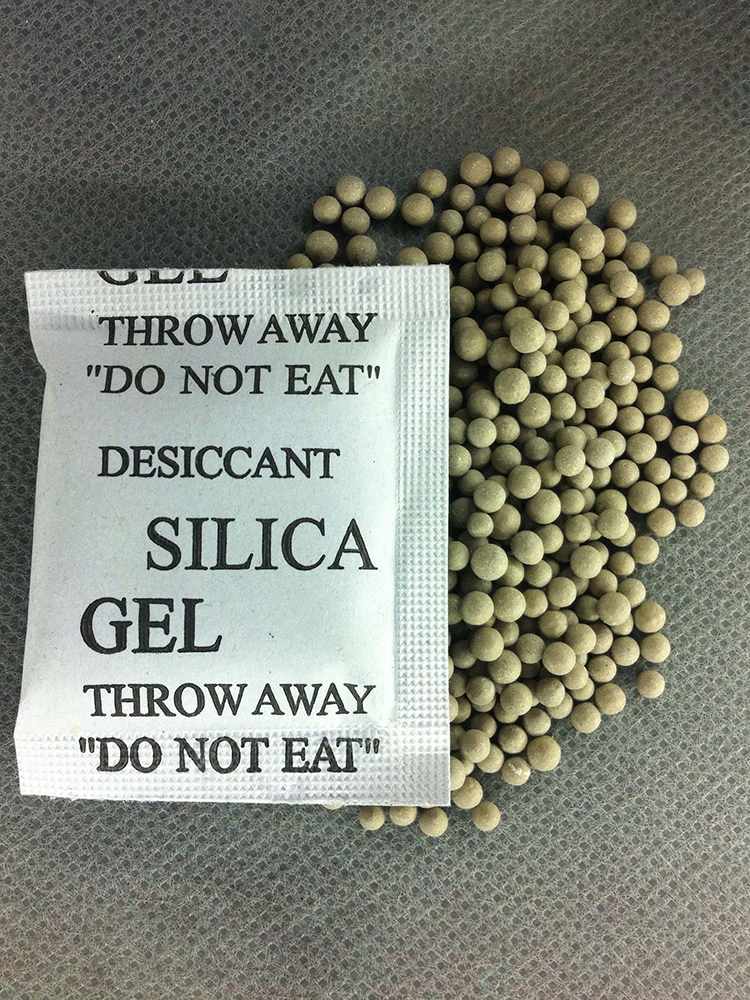 GEL
THROW AWAY
"DO NOT EAT"
DESICCANT
SILICA
GEL
THROW AWAY
"DO NOT EAT"